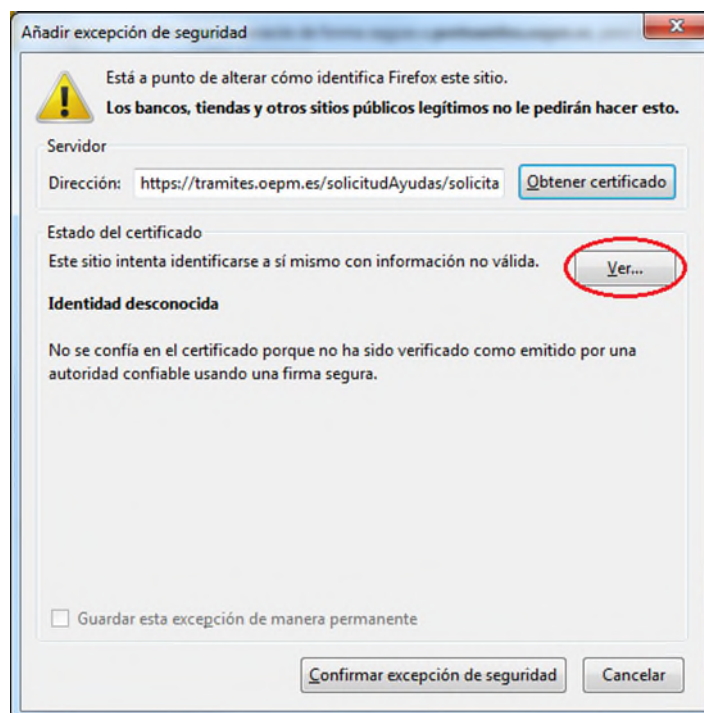 Añadir excepción de seguridad
Está a punto de alterar cómo identifica Firefox este sitio.
Los bancos, tiendas y otros sitios públicos legítimos no le pedirán hacer esto.
Servidor
Dirección: https://tramites.oepm.es/solicitudAyudas/solicita Obtener certificado
Estado del certificado
Este sitio intenta identificarse a sí mismo con información no válida. Ver...
Identidad desconocida
No se confía en el certificado porque no ha sido verificado como emitido por una
autoridad confiable usando una firma segura.
Guardar esta excepción de manera permanente
Confirmar excepción de seguridad Cancelar